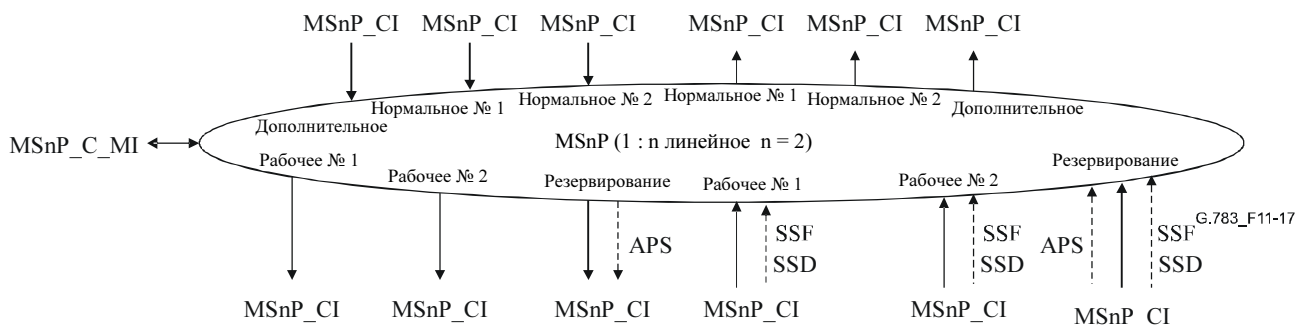 MSnP_CI MSnP_CI MSnP_CI MSnP_CI MSnP_CI MSnP_CI
Дополнительное Нормальное № 1 Нормальное № 2 Нормальное № 1 Нормальное № 2 Дополнительное
MSnP_C_MI MSnP (1 : n линейное n = 2)
Рабочее № 1 Рабочее № 2 Резервирование Рабочее № 1 Рабочее № 2 Резервирование
G.783_F11-17
APS SSF SSF APS SSF
SSD SSD SSD
MSnP_CI MSnP_CI MSnP_CI MSnP_CI MSnP_CI MSnP_CI